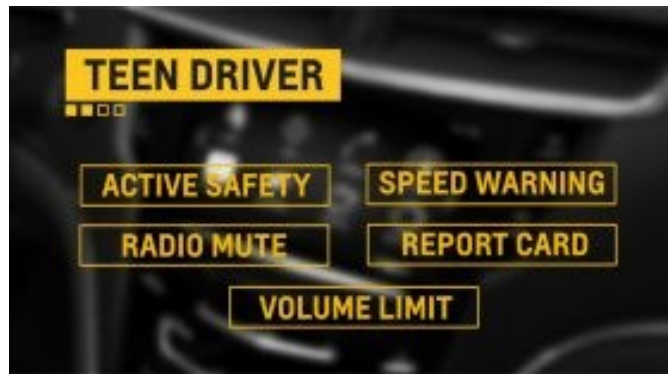 TEEN DRIVER
ACTIVE SAFETY
SPEED WARNING
RADIO MUTE
REPORT CARD
VOLUME LIMIT